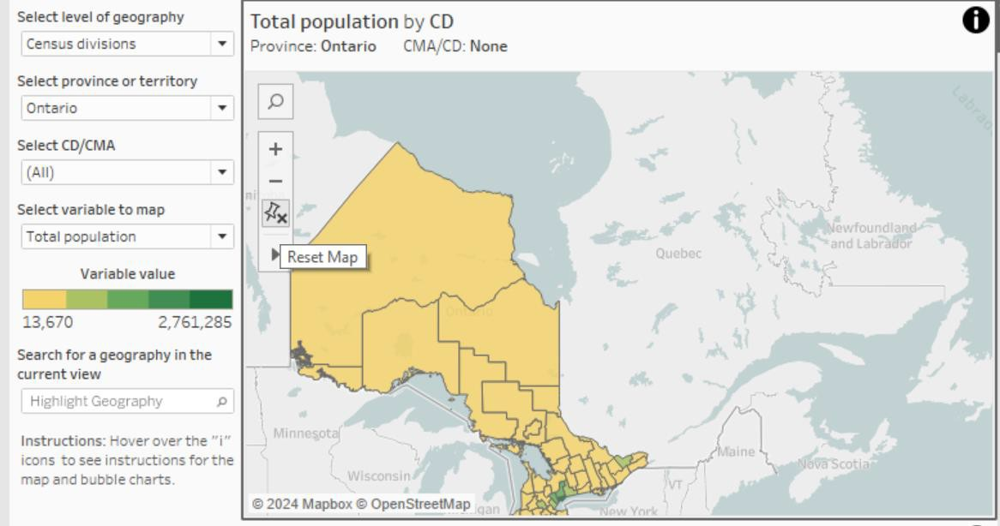 Select level of geography
Census divisions
Select province or territory
Ontario
Select CD/CMA
(All)
Select variable to map
Total population
Variable value
13,670 2,761,285
Search for a geography in the
current view
Highlight Geography
Instructions: Hover over the "i"
icons to see instructions for the
map and bubble charts.
Total population by CD
Province: Ontario CMA/CD: None
i
+
−
Reset Map
Labrad
Newfoundland
and Labrador
Quebec
Ontario
Minnesota
Wisconsin
Maine
Nova Scotia
VT
New York
© 2024 Mapbox © OpenStreetMap